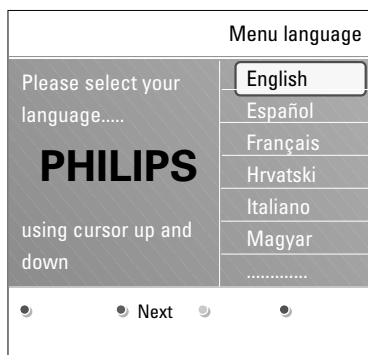 Menu language
Please select your
language.....
PHILIPS
using cursor up and
down
English
Español
Français
Hrvatski
Italiano
Magyar
.............
Next